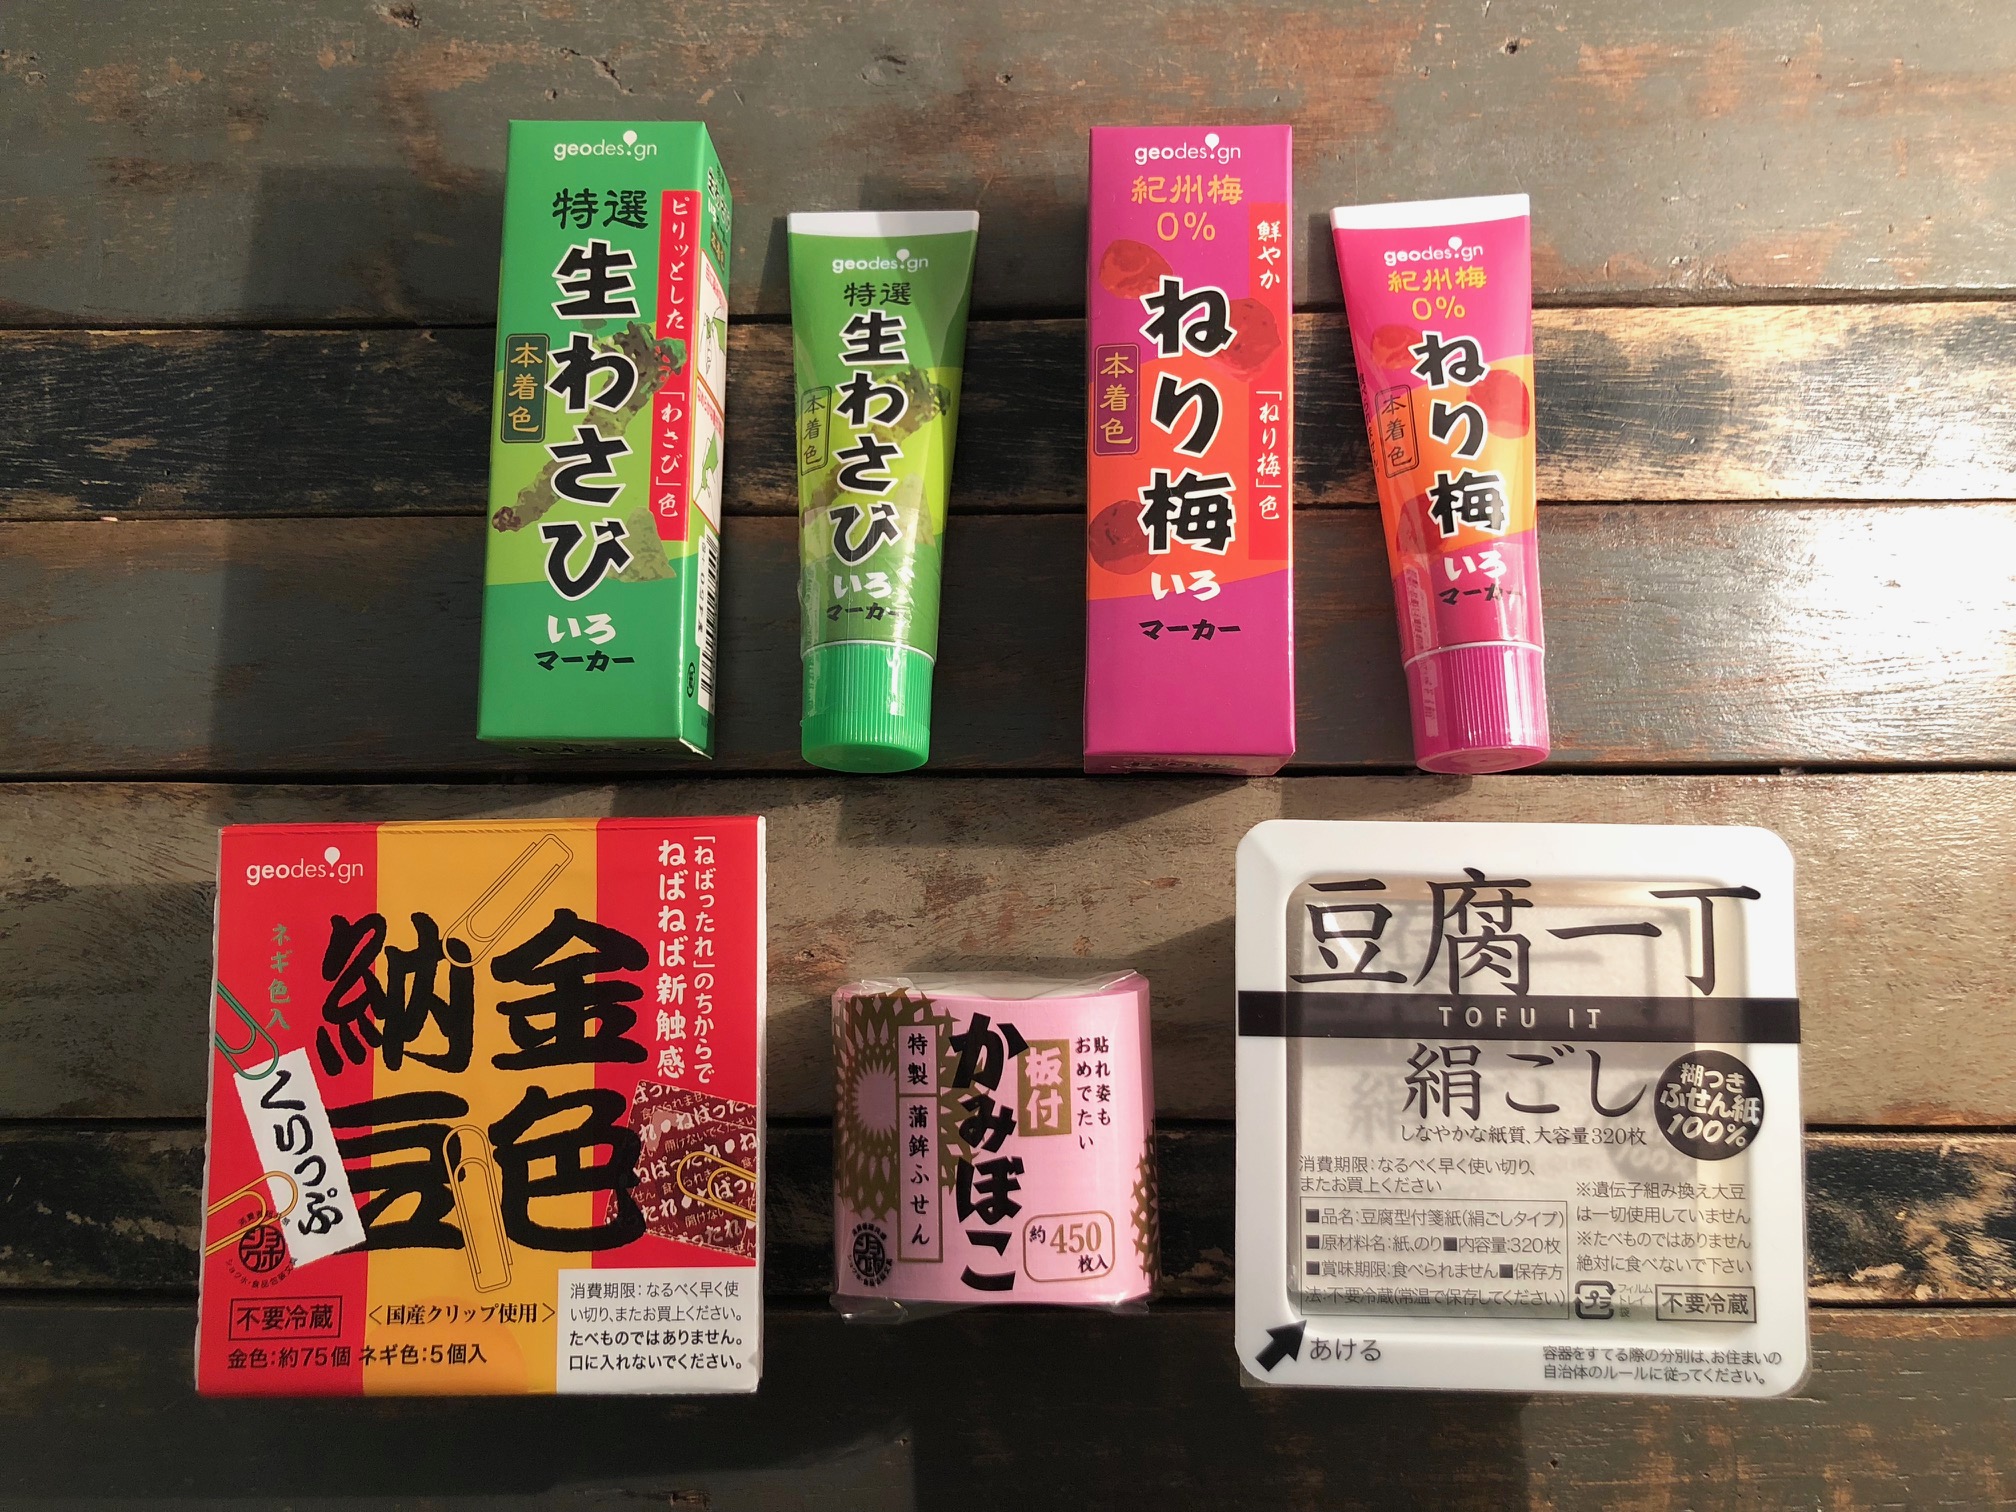 geodesign
特選
生わさび
本着色
ピリッとした
「わさび」色
いろ
マーカー
geodesign
特選
生わさび
本着色
いろ
マーカー
geodesign
紀州梅
0%
鮮やか
「ねり梅」色
ねり梅
本着色
いろ
マーカー
geodesign
紀州梅
0%
ねり梅
本着色
いろ
マーカー
geodesign
「ねばったれ」のちからで
ねばねば新触感
金色
納豆
ネギ色入
くりっぷ
不要冷蔵
<国産クリップ使用>
金色:約75個 ネギ色:5個入
消費期限:なるべく早く使
い切り、またお買上ください。
たべものではありません。
口に入れないでください。
貼れ姿も
おめでたい
板付
かみぼこ
特製
蒲鉾ふせん
約450
枚入
豆腐一丁
TOFU IT
絹ごし
糊つき
ふせん紙
100%
しなやかな紙質、大容量320枚
消費期限:なるべく早く使い切り、
またお買上ください
■品名:豆腐型付箋紙(絹ごしタイプ)
■原材料名:紙、のり■内容量:320枚
■賞味期限:食べられません■保存方
法:不要冷蔵(常温で保存してください)
※遺伝子組み換え大豆
は一切使用していません
※たべものではありません
絶対に食べないで下さい
プラ
フィルム
トレイ
袋
不要冷蔵
あける
容器をすてる際の分別は、お住まいの
自治体のルールに従ってください。